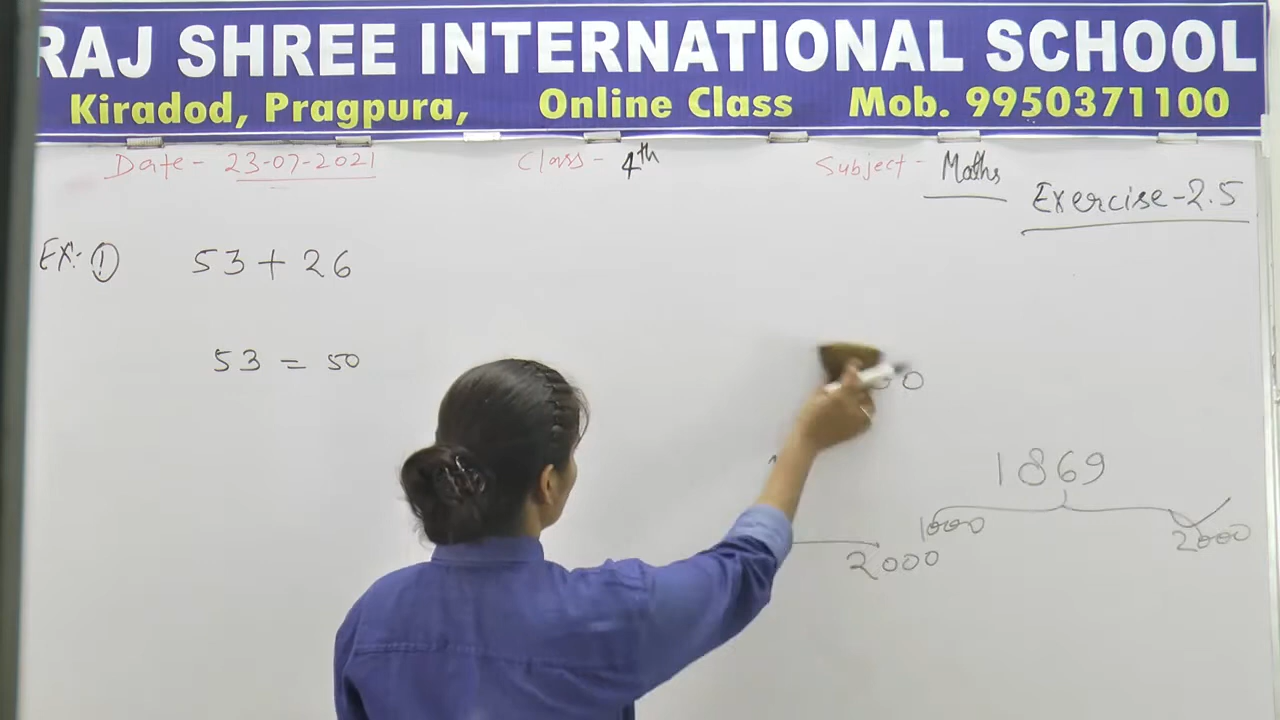 RAJ SHREE INTERNATIONAL SCHOOL
Kiradod, Pragpura, Online Class Mob. 9950371100
Date - 23-07-2021 Class - 4th Subject - Maths
Exercise-2.5
EX:- ① 53 + 26
53 = 50
1869
1000 2000
2000